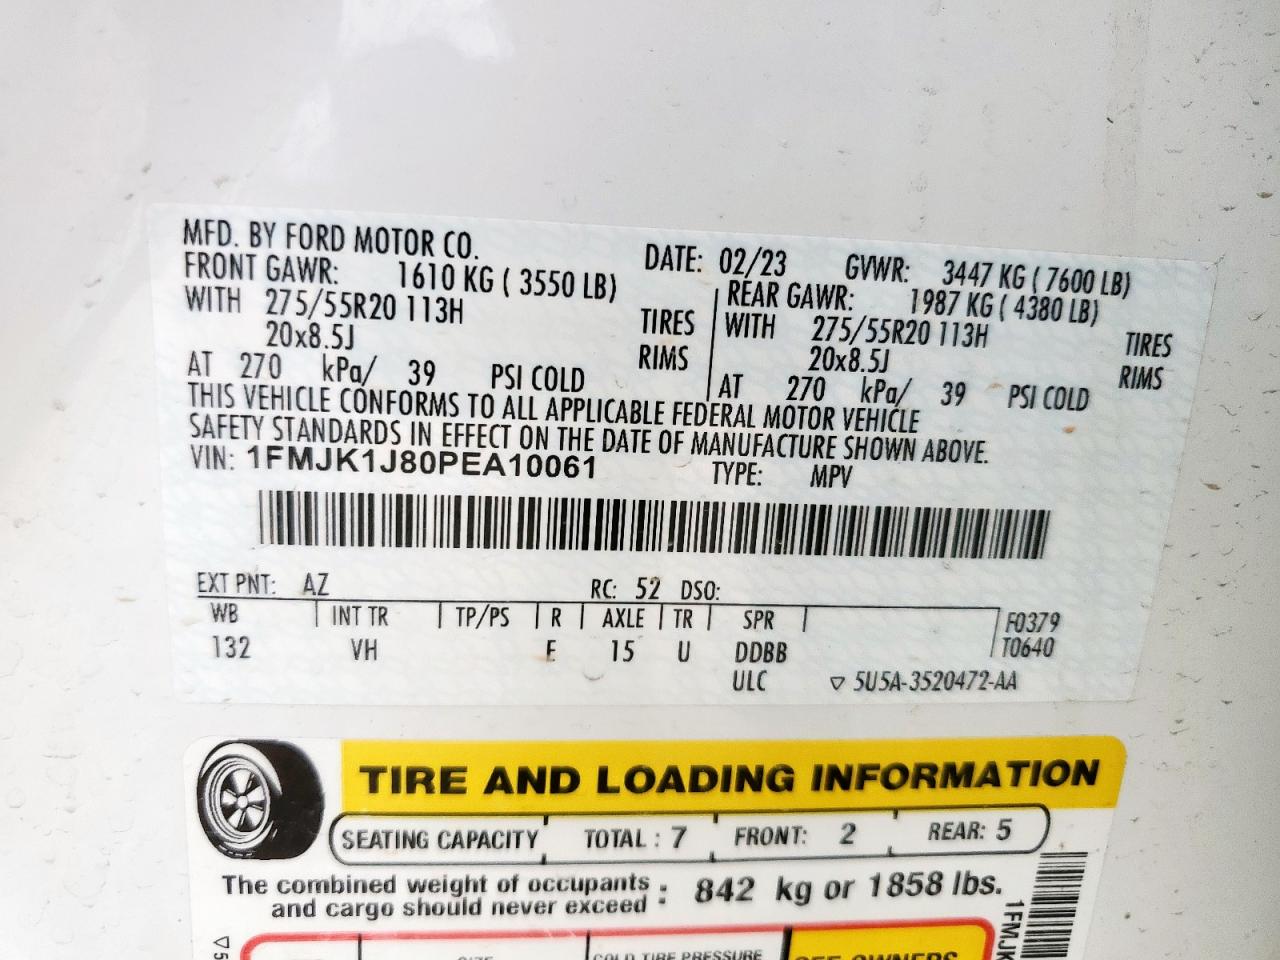 MFD. BY FORD MOTOR CO. DATE: 02/23 GVWR: 3447 KG ( 7600 LB)
FRONT GAWR: 1610 KG ( 3550 LB) REAR GAWR: 1987 KG ( 4380 LB)
WITH 275/55R20 113H TIRES WITH 275/55R20 113H TIRES
20x8.5J RIMS 20x8.5J RIMS
AT 270 kPa/ 39 PSI COLD AT 270 kPa/ 39 PSI COLD
THIS VEHICLE CONFORMS TO ALL APPLICABLE FEDERAL MOTOR VEHICLE
SAFETY STANDARDS IN EFFECT ON THE DATE OF MANUFACTURE SHOWN ABOVE.
VIN: 1FMJK1J80PEA10061 TYPE: MPV
EXT PNT: AZ RC: 52 DSO:
WB INT TR TP/PS R AXLE TR SPR F0379
132 VH E 15 U DDBB T0640
ULC ▽ 5U5A-3520472-AA
TIRE AND LOADING INFORMATION
SEATING CAPACITY TOTAL : 7 FRONT: 2 REAR: 5
The combined weight of occupants
and cargo should never exceed : 842 kg or 1858 lbs.
COLD TIRE PRESSURE
SEE OWNERS
1FMJK
▽5